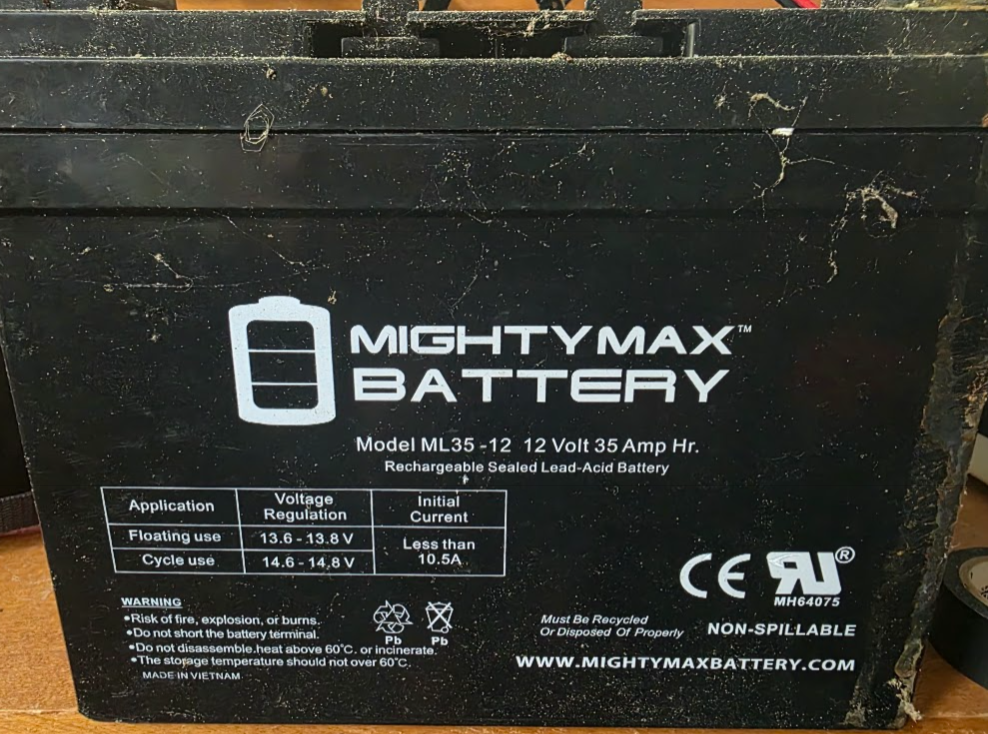 MIGHTYMAX™
BATTERY
Model ML35 -12 12 Volt 35 Amp Hr.
Rechargeable Sealed Lead-Acid Battery
Application Voltage Regulation Initial Current
Floating use 13.6 - 13.8 V Less than 10.5A
Cycle use 14.6 - 14.8 V
WARNING
•Risk of fire, explosion, or burns.
•Do not short the battery terminal.
•Do not disassemble.heat above 60°C. or incinerate.
•The storage temperature should not over 60°C.
MADE IN VIETNAM
Pb Pb
CE RU®
MH64075
Must Be Recycled
Or Disposed Of Properly
NON-SPILLABLE
WWW.MIGHTYMAXBATTERY.COM